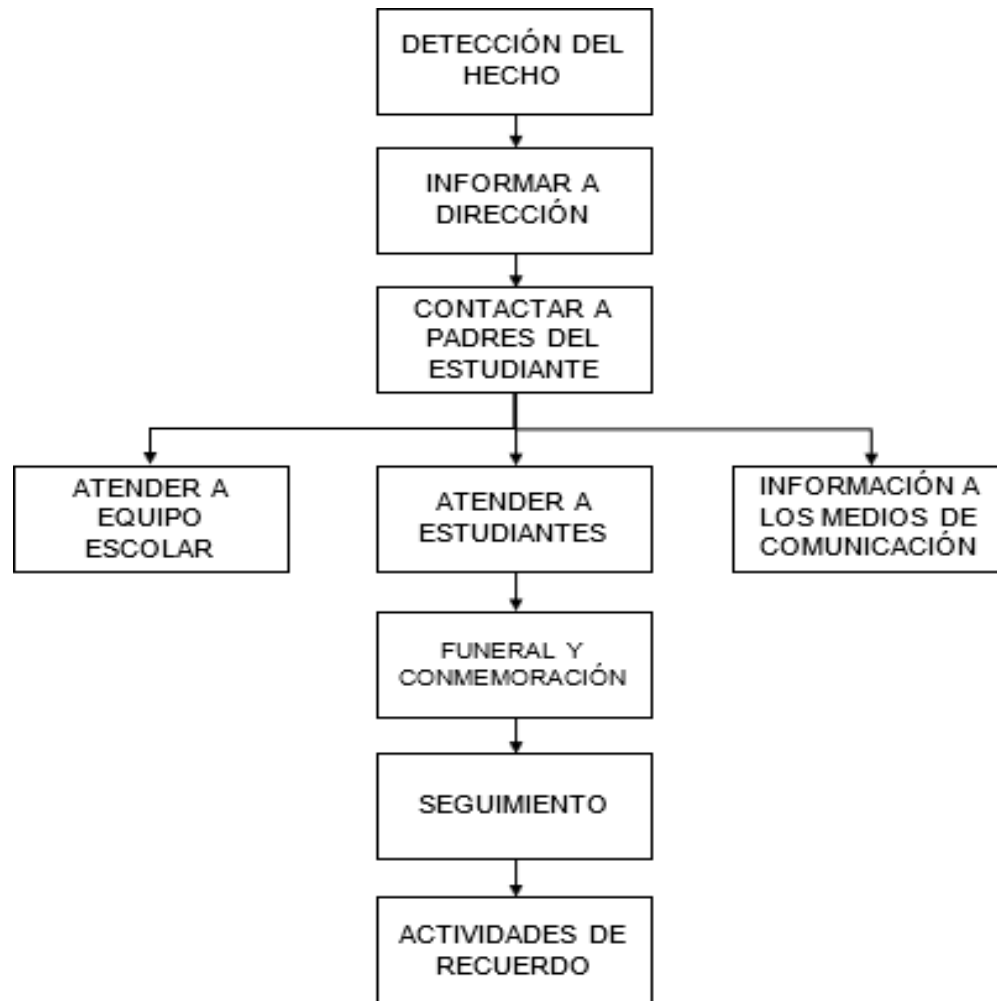 DETECCIÓN DEL
HECHO
INFORMAR A
DIRECCIÓN
CONTACTAR A
PADRES DEL
ESTUDIANTE
ATENDER A
EQUIPO
ESCOLAR
ATENDER A
ESTUDIANTES
INFORMACIÓN A
LOS MEDIOS DE
COMUNICACIÓN
FUNERAL Y
CONMEMORACIÓN
SEGUIMIENTO
ACTIVIDADES DE
RECUERDO